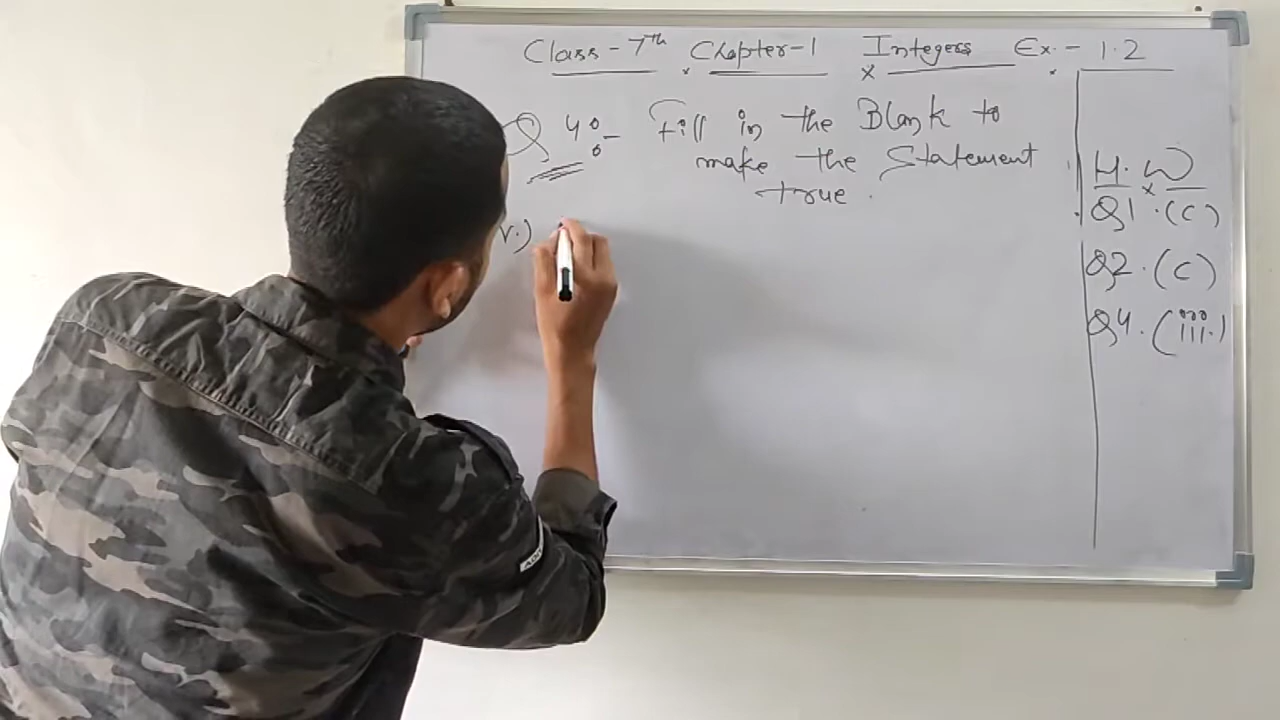 Class - 7th Chapter-1 Integers Ex. - 1.2
Q 4:- Fill in the Blank to
make the Statement
true.
v.)
H.W
Q1.(C)
Q2.(C)
Q4.(iii.)